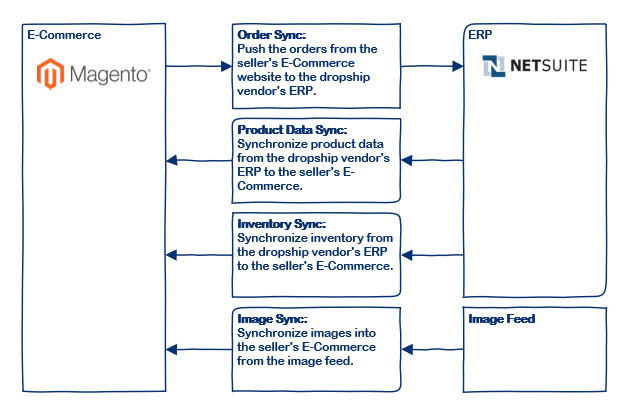 E-Commerce
Magento
Order Sync:
Push the orders from the
seller's E-Commerce
website to the dropship
vendor's ERP.
ERP
NETSUITE
Product Data Sync:
Synchronize product data
from the dropship vendor's
ERP to the seller's E-
Commerce.
Inventory Sync:
Synchronize inventory from
the dropship vendor's ERP
to the seller's E-Commerce.
Image Sync:
Synchronize images into
the seller's E-Commerce
from the image feed.
Image Feed